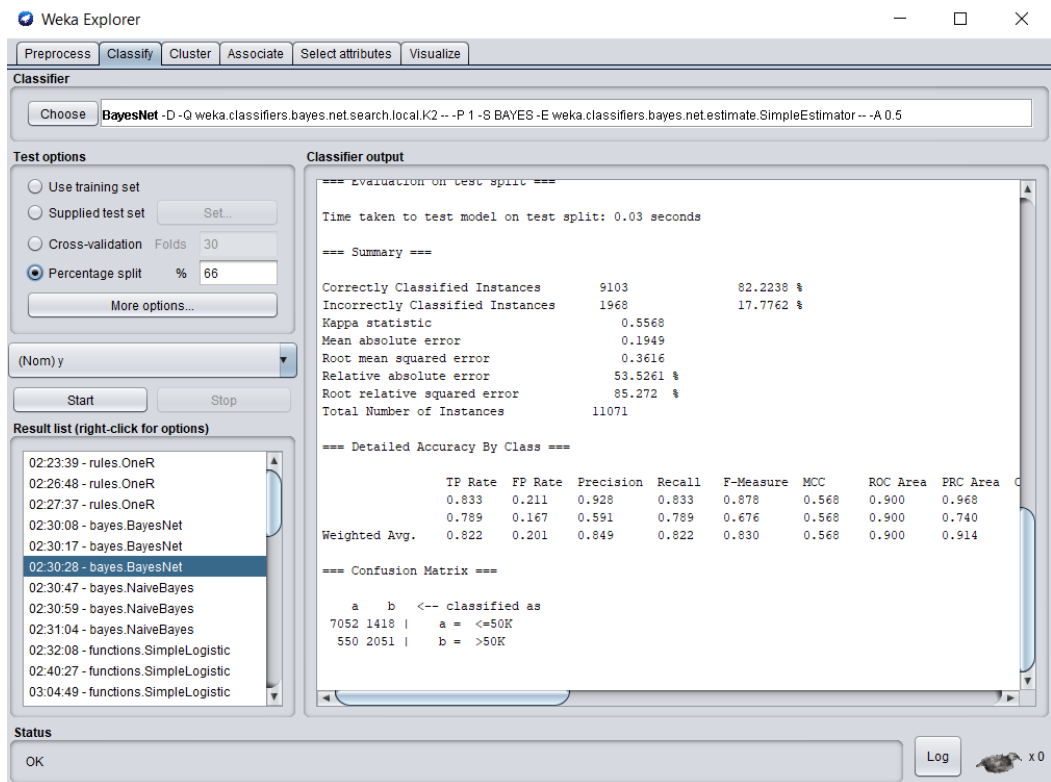 Weka Explorer
Preprocess Classify Cluster Associate Select attributes Visualize
Classifier
Choose BayesNet -D -Q weka.classifiers.bayes.net.search.local.K2 -- -P 1 -S BAYES -E weka.classifiers.bayes.net.estimate.SimpleEstimator -- -A 0.5
Test options
Use training set
Supplied test set Set...
Cross-validation Folds 30
Percentage split % 66
More options...
(Nom) y
Start Stop
Result list (right-click for options)
02:23:39 - rules.OneR
02:26:48 - rules.OneR
02:27:37 - rules.OneR
02:30:08 - bayes.BayesNet
02:30:17 - bayes.BayesNet
02:30:28 - bayes.BayesNet
02:30:47 - bayes.NaiveBayes
02:30:59 - bayes.NaiveBayes
02:31:04 - bayes.NaiveBayes
02:32:08 - functions.SimpleLogistic
02:40:27 - functions.SimpleLogistic
03:04:49 - functions.SimpleLogistic
Classifier output
=== Evaluation on test split ===
Time taken to test model on test split: 0.03 seconds
=== Summary ===
Correctly Classified Instances 9103 82.2238 %
Incorrectly Classified Instances 1968 17.7762 %
Kappa statistic 0.5568
Mean absolute error 0.1949
Root mean squared error 0.3616
Relative absolute error 53.5261 %
Root relative squared error 85.272 %
Total Number of Instances 11071
=== Detailed Accuracy By Class ===
TP Rate FP Rate Precision Recall F-Measure MCC ROC Area PRC Area C
0.833 0.211 0.928 0.833 0.878 0.568 0.900 0.968
0.789 0.167 0.591 0.789 0.676 0.568 0.900 0.740
Weighted Avg. 0.822 0.201 0.849 0.822 0.830 0.568 0.900 0.914
=== Confusion Matrix ===
a b <-- classified as
7052 1418 | a = <=50K
550 2051 | b = >50K
Status
OK
Log
x 0